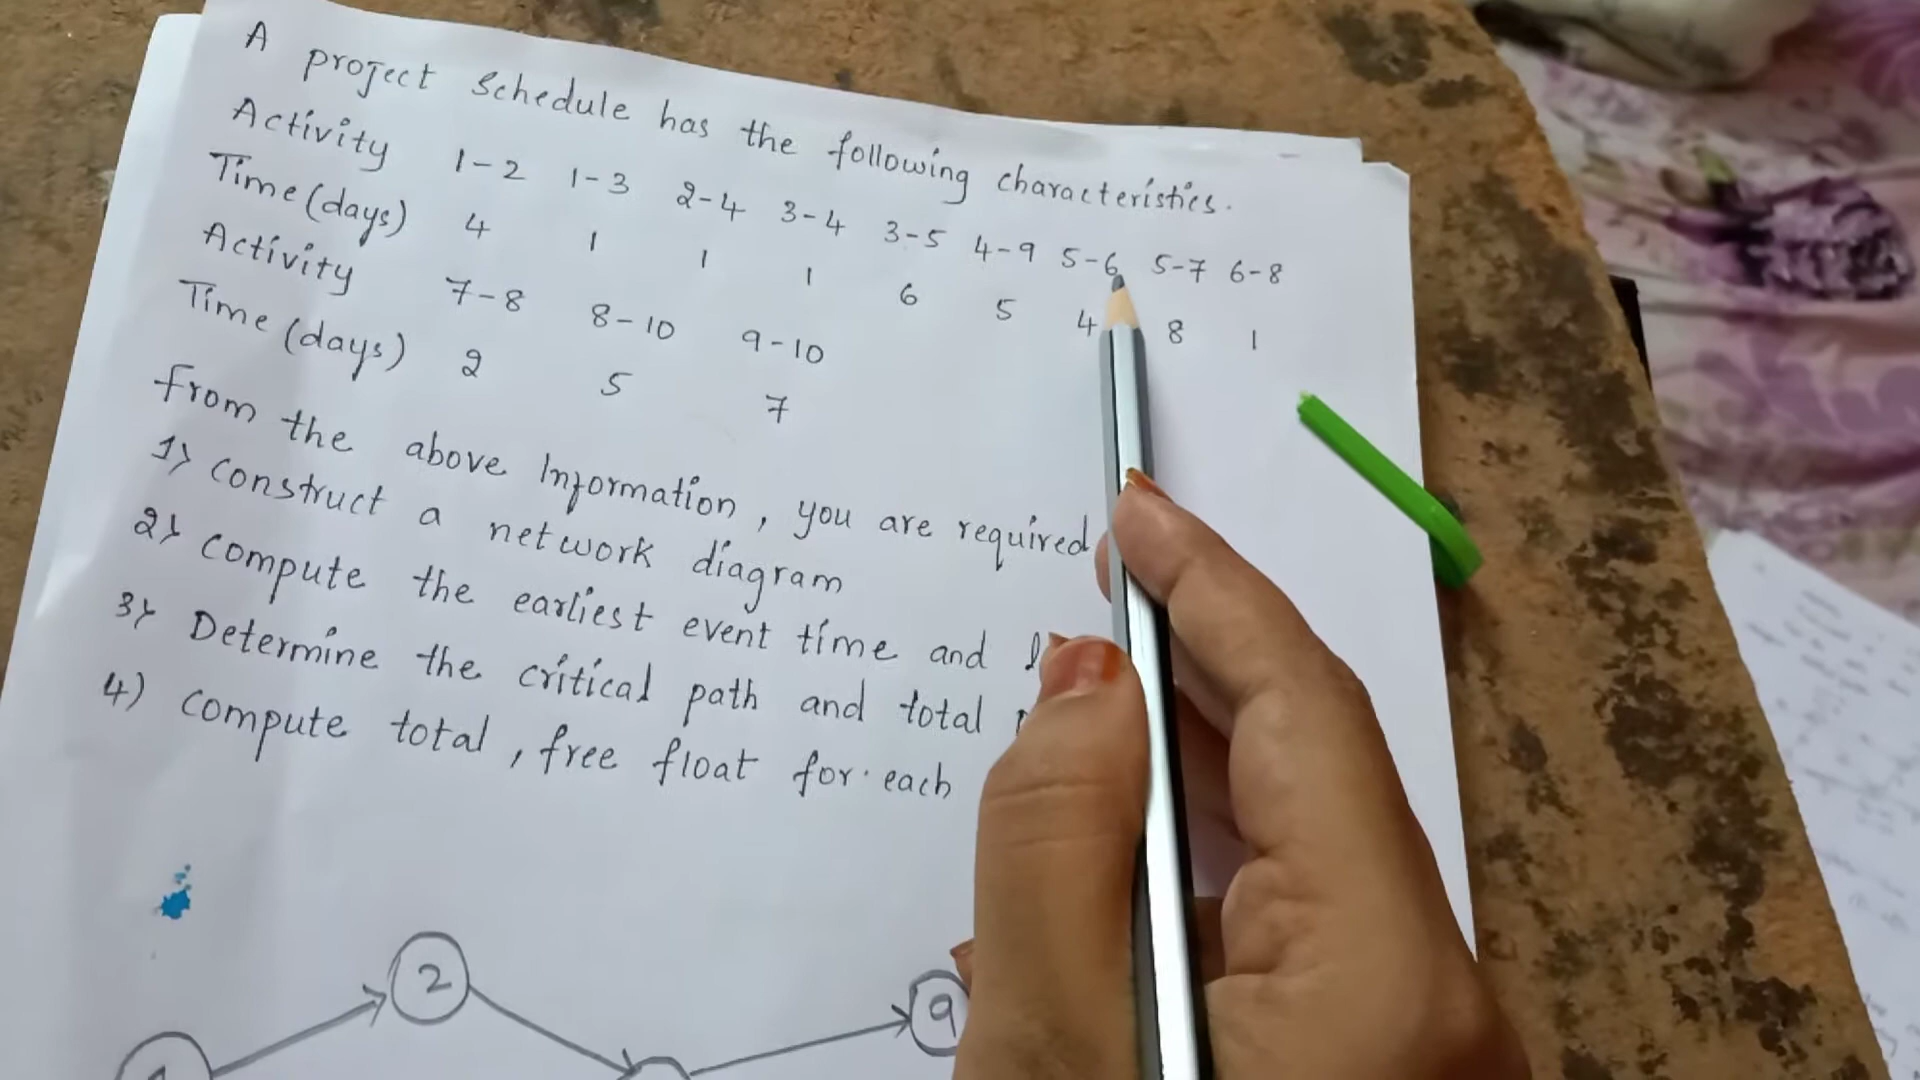 A project schedule has the following characteristics.
Activity 1-2 1-3 2-4 3-4 3-5 4-9 5-6 5-7 6-8
Time (days) 4 1 1 1 6 5 4 8 1
Activity 7-8 8-10 9-10
Time (days) 2 5 7
From the above Information, you are required
1) construct a network diagram
2) compute the earliest event time and
3) Determine the critical path and total
4) compute total, free float for each
2
9